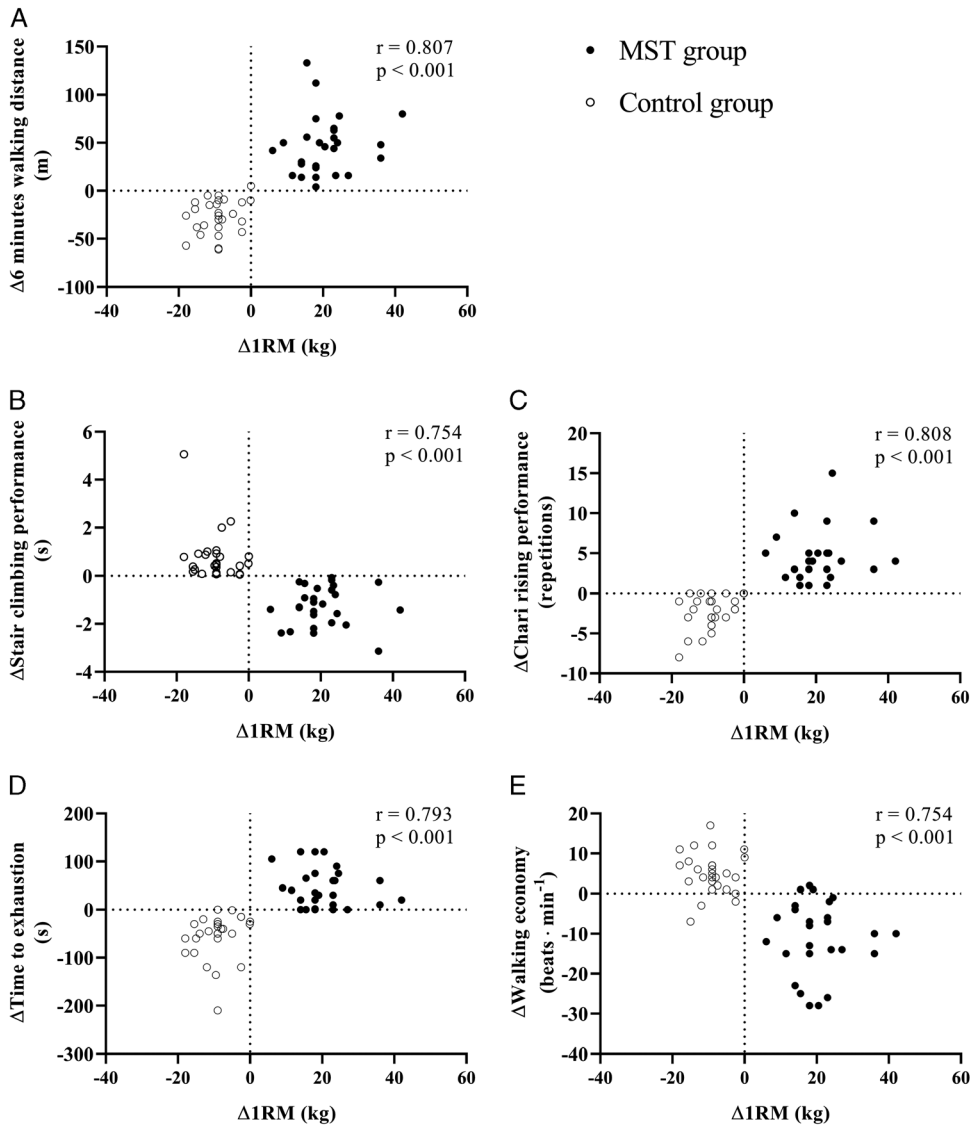 A
r = 0.807
p < 0.001
Δ6 minutes walking distance
(m)
150
100
50
0
-50
-100
-40
-20
0
20
40
60
Δ1RM (kg)
MST group
Control group
B
r = 0.754
p < 0.001
ΔStair climbing performance
(s)
6
4
2
0
-2
-4
-40
-20
0
20
40
60
Δ1RM (kg)
C
r = 0.808
p < 0.001
ΔChari rising performance
(repetitions)
20
15
10
5
0
-5
-10
-40
-20
0
20
40
60
Δ1RM (kg)
D
r = 0.793
p < 0.001
ΔTime to exhaustion
(s)
200
100
0
-100
-200
-300
-40
-20
0
20
40
60
Δ1RM (kg)
E
r = 0.754
p < 0.001
ΔWalking economy
(beats · min⁻¹)
20
10
0
-10
-20
-30
-40
-40
-20
0
20
40
60
Δ1RM (kg)